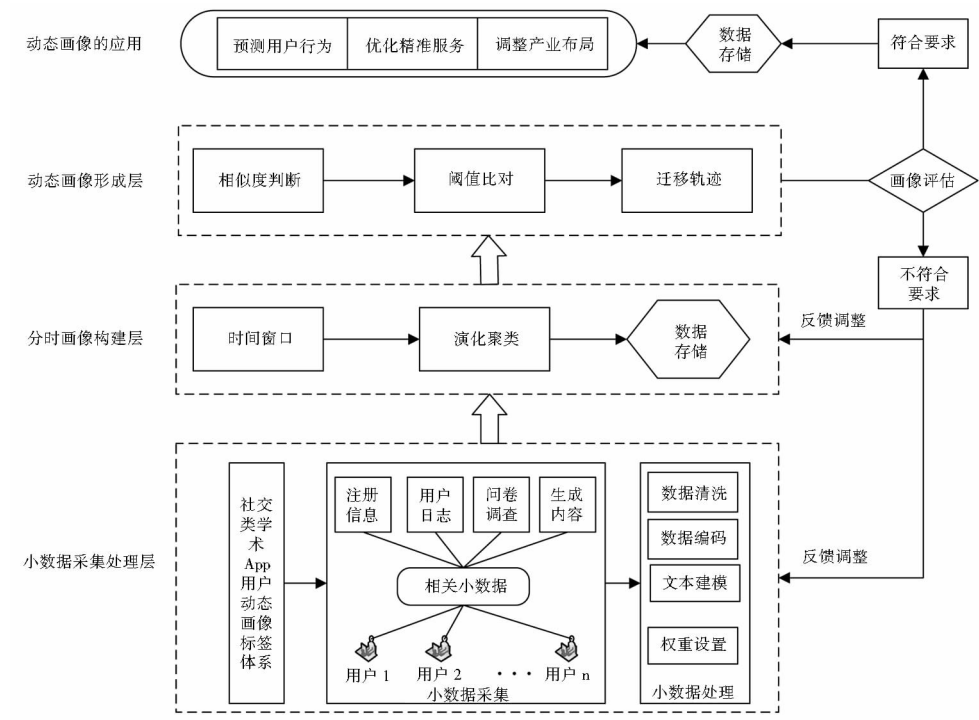 动态画像的应用
预测用户行为
优化精准服务
调整产业布局
数据
存储
符合要求
动态画像形成层
相似度判断
阈值比对
迁移轨迹
画像评估
不符合
要求
分时画像构建层
时间窗口
演化聚类
数据
存储
反馈调整
小数据采集处理层
社交
类学
术
App
用户
动态
画像
标签
体系
注册
信息
用户
日志
问卷
调查
生成
内容
相关小数据
用户 1
用户 2
···
用户 n
小数据采集
数据清洗
数据编码
文本建模
权重设置
小数据处理
反馈调整